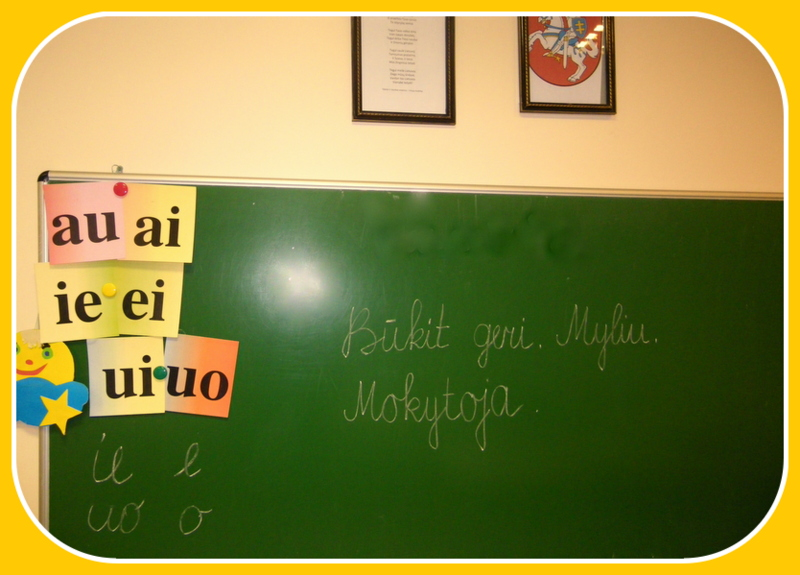 au ai
ie ei
ui uo
Būkit geri. Myliu.
Mokytoja.
ie e
uo o